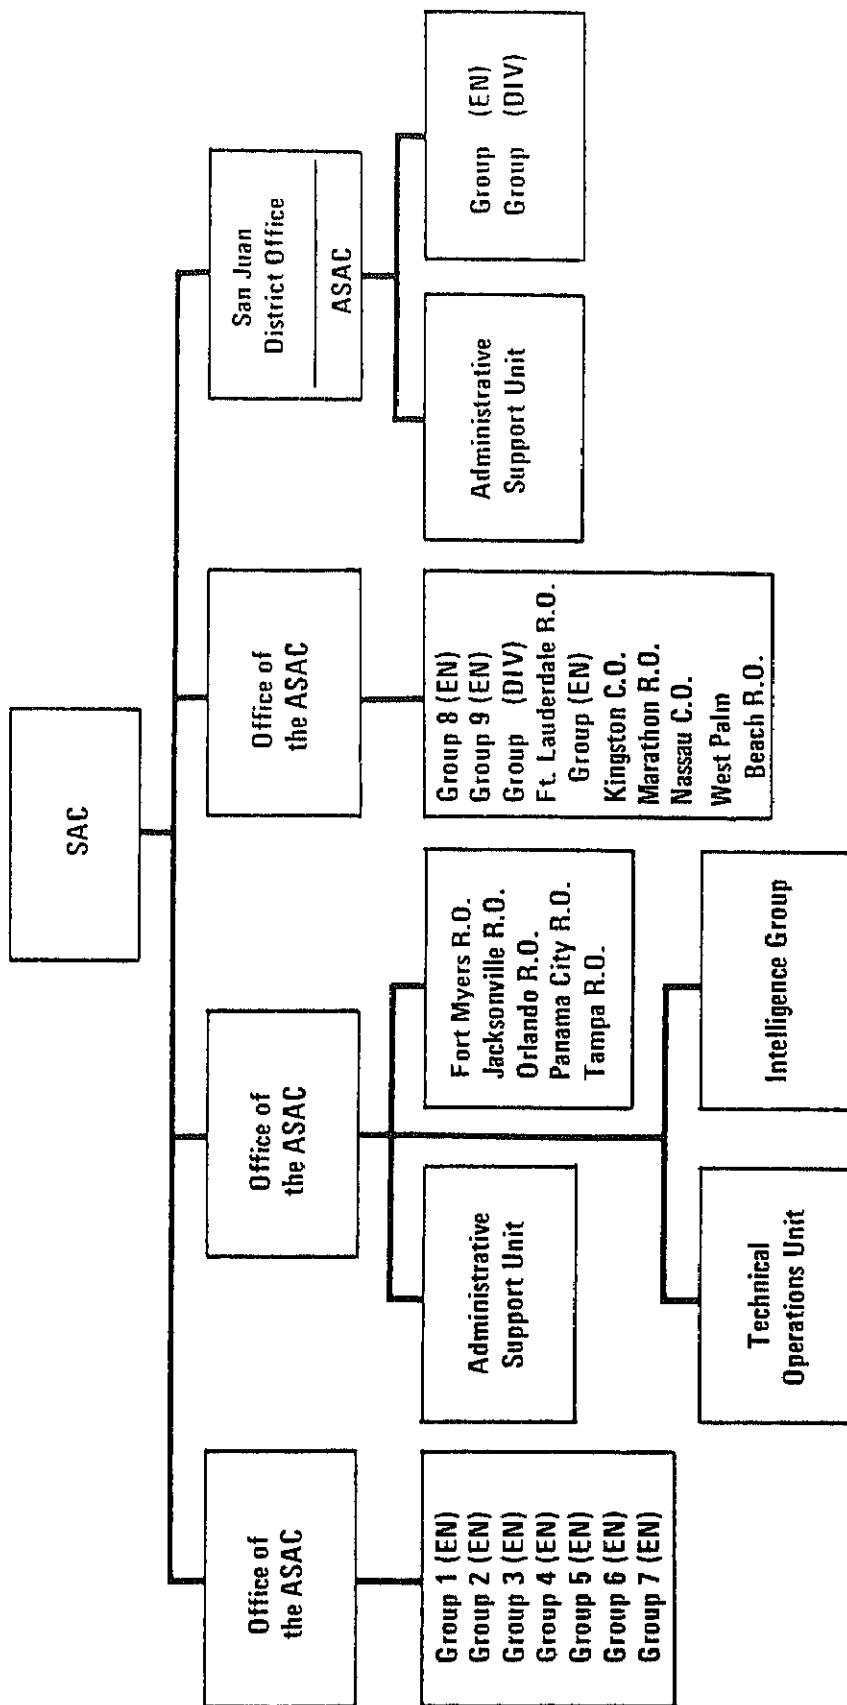 SAC
Office of
the ASAC
Office of
the ASAC
Office of
the ASAC
San Juan
District Office
ASAC
Group 1 (EN)
Group 2 (EN)
Group 3 (EN)
Group 4 (EN)
Group 5 (EN)
Group 6 (EN)
Group 7 (EN)
Administrative
Support Unit
Fort Myers R.O.
Jacksonville R.O.
Orlando R.O.
Panama City R.O.
Tampa R.O.
Technical
Operations Unit
Intelligence Group
Group 8 (EN)
Group 9 (EN)
Group (DIV)
Ft. Lauderdale R.O.
Group (EN)
Kingston C.O.
Marathon R.O.
Nassau C.O.
West Palm
Beach R.O.
Administrative
Support Unit
Group (EN)
Group (DIV)